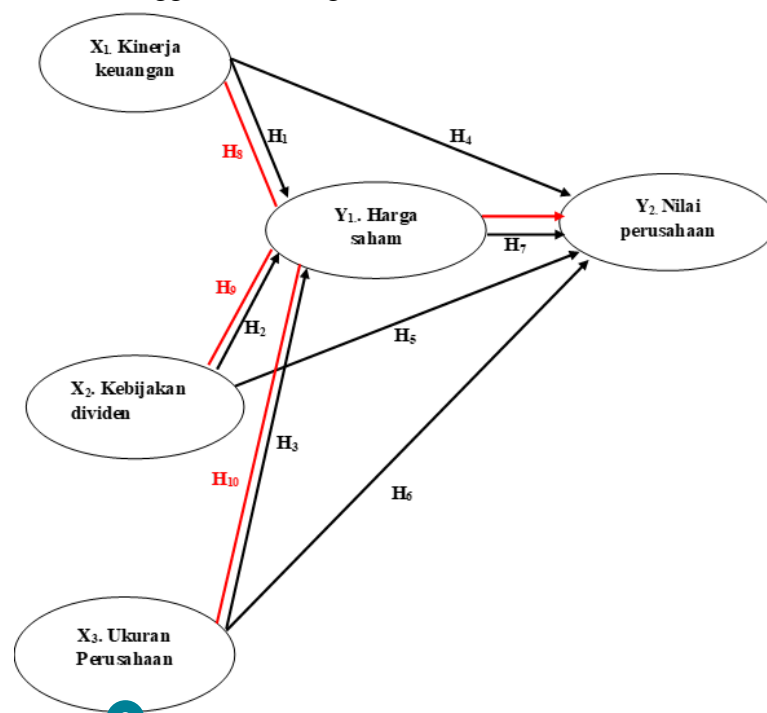 X₁. Kinerja
keuangan
H₁
H₄
H₈
Y₁.. Harga
saham
Y₂. Nilai
perusahaan
H₇
H₉
H₂
H₅
X₂. Kebijakan
dividen
H₃
H₁₀
H₆
X₃. Ukuran
Perusahaan